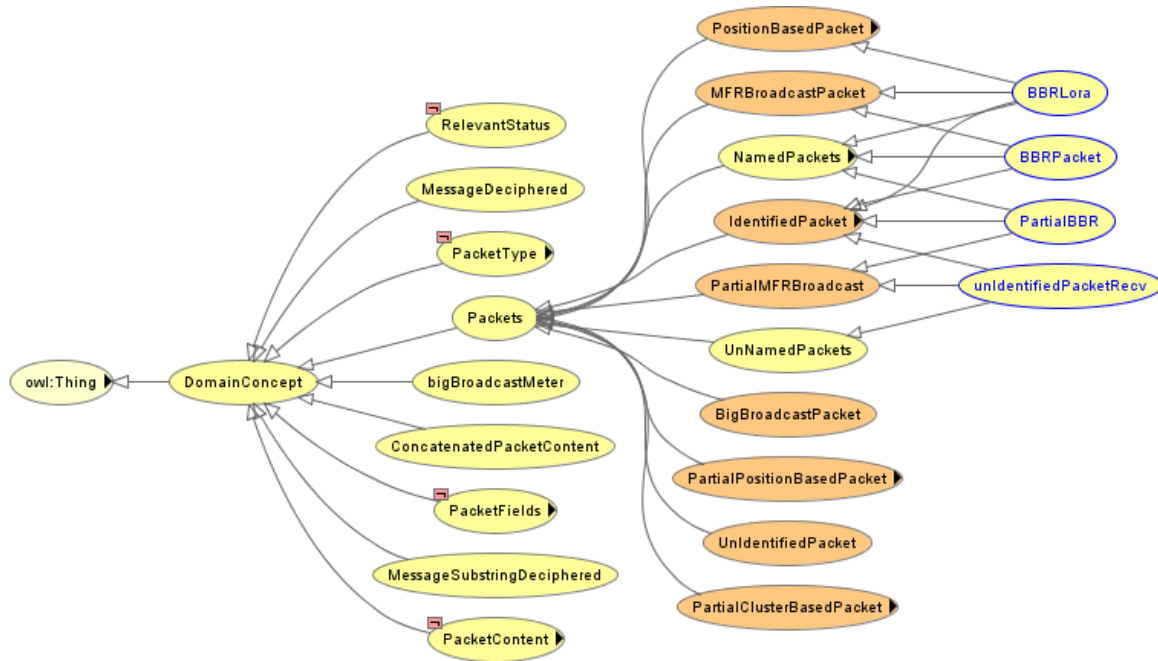 owl:Thing
DomainConcept
RelevantStatus
MessageDeciphered
PacketType
Packets
bigBroadcastMeter
ConcatenatedPacketContent
PacketFields
MessageSubstringDeciphered
PacketContent
PositionBasedPacket
MFRBroadcastPacket
NamedPackets
IdentifiedPacket
PartialMFRBroadcast
UnNamedPackets
BigBroadcastPacket
PartialPositionBasedPacket
UnIdentifiedPacket
PartialClusterBasedPacket
BBRLora
BBRPacket
PartialBBR
unIdentifiedPacketRecv